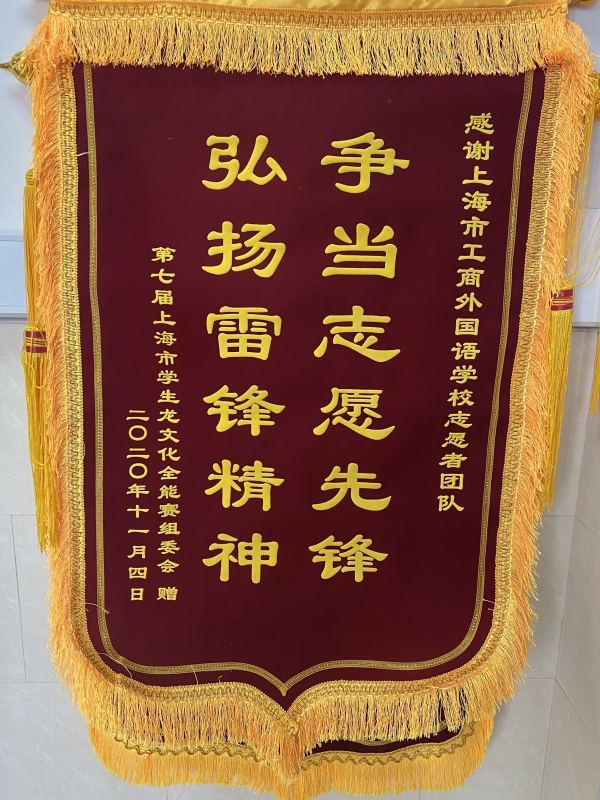 感谢上海市工商外国语学校志愿者团队
争当志愿先锋
弘扬雷锋精神
第七届上海市学生龙文化全能赛组委会 赠
二〇二〇年十一月四日